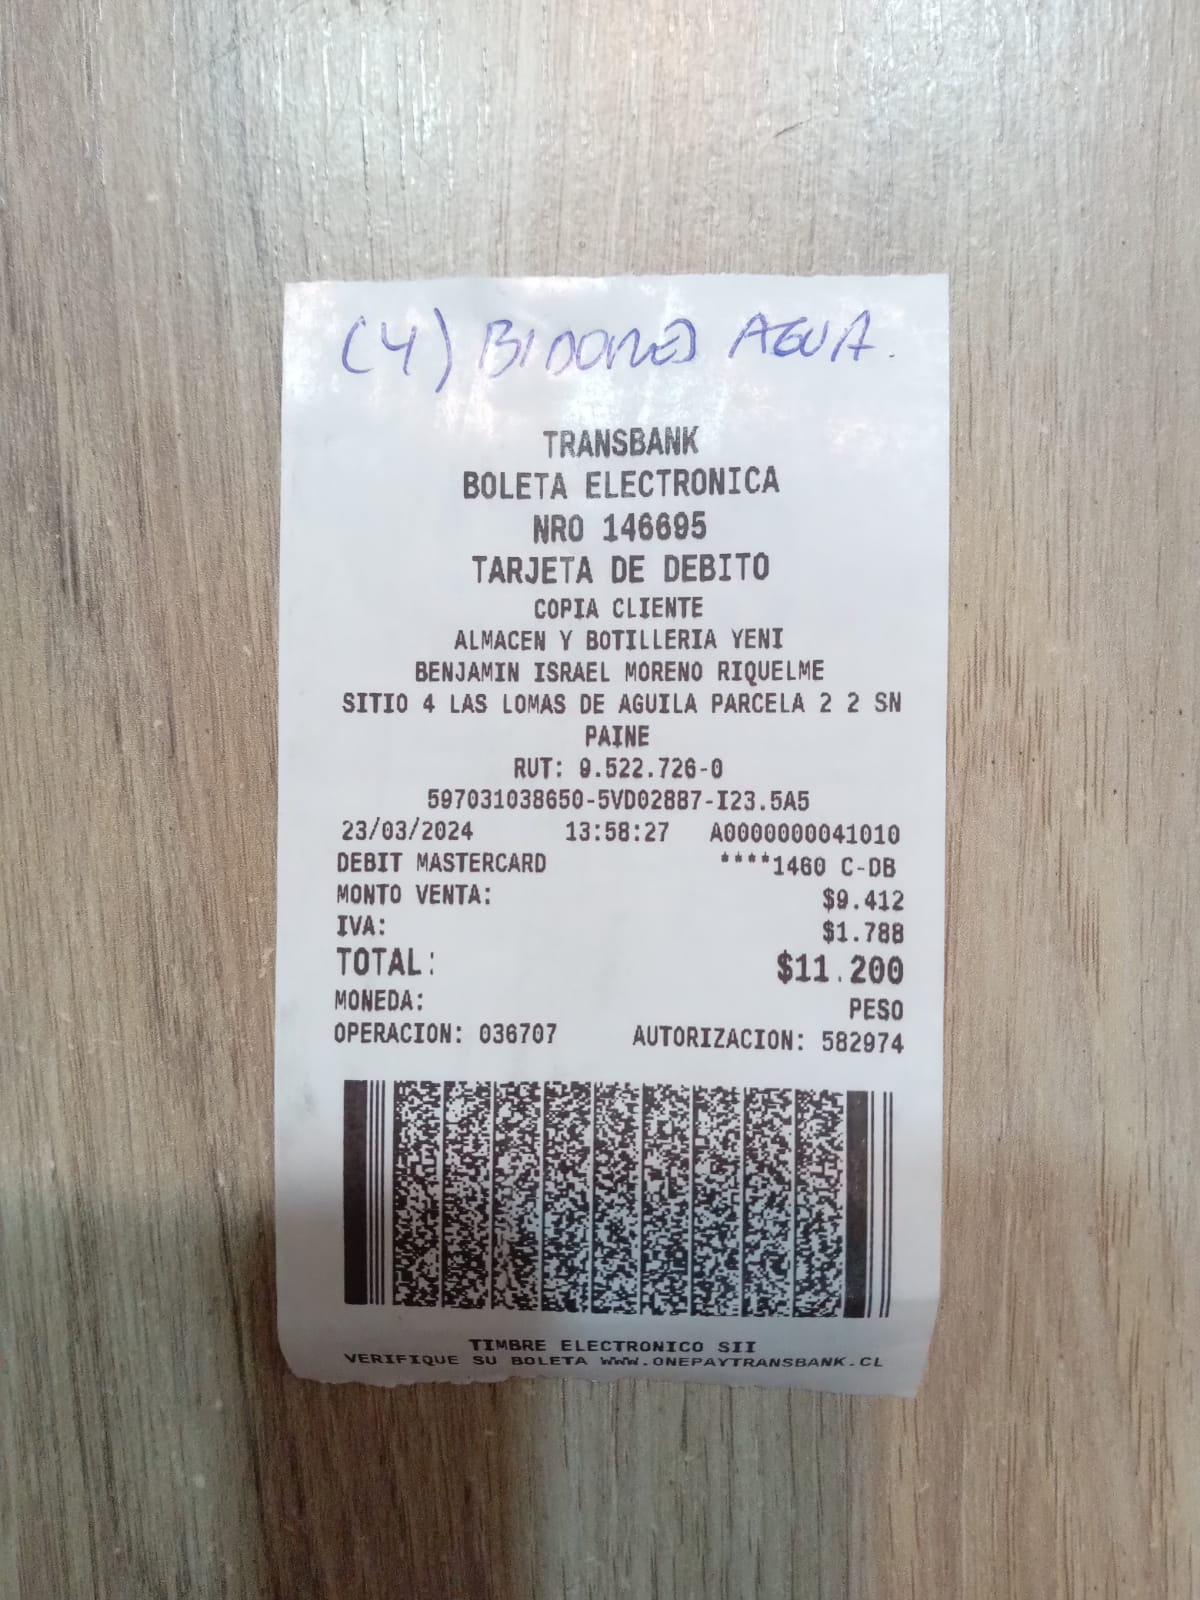 (4) BIDONES AGUA.
TRANSBANK
BOLETA ELECTRONICA
NRO 146695
TARJETA DE DEBITO
COPIA CLIENTE
ALMACEN Y BOTILLERIA YENI
BENJAMIN ISRAEL MORENO RIQUELME
SITIO 4 LAS LOMAS DE AGUILA PARCELA 2 2 SN
PAINE
RUT: 9.522.726-0
597031038650-5VD02887-I23.5A5
23/03/2024 13:58:27 A0000000041010
DEBIT MASTERCARD ****1460 C-DB
MONTO VENTA: $9.412
IVA: $1.788
TOTAL: $11.200
MONEDA: PESO
OPERACION: 036707 AUTORIZACION: 582974
TIMBRE ELECTRONICO SII
VERIFIQUE SU BOLETA WWW.ONEPAYTRANSBANK.CL